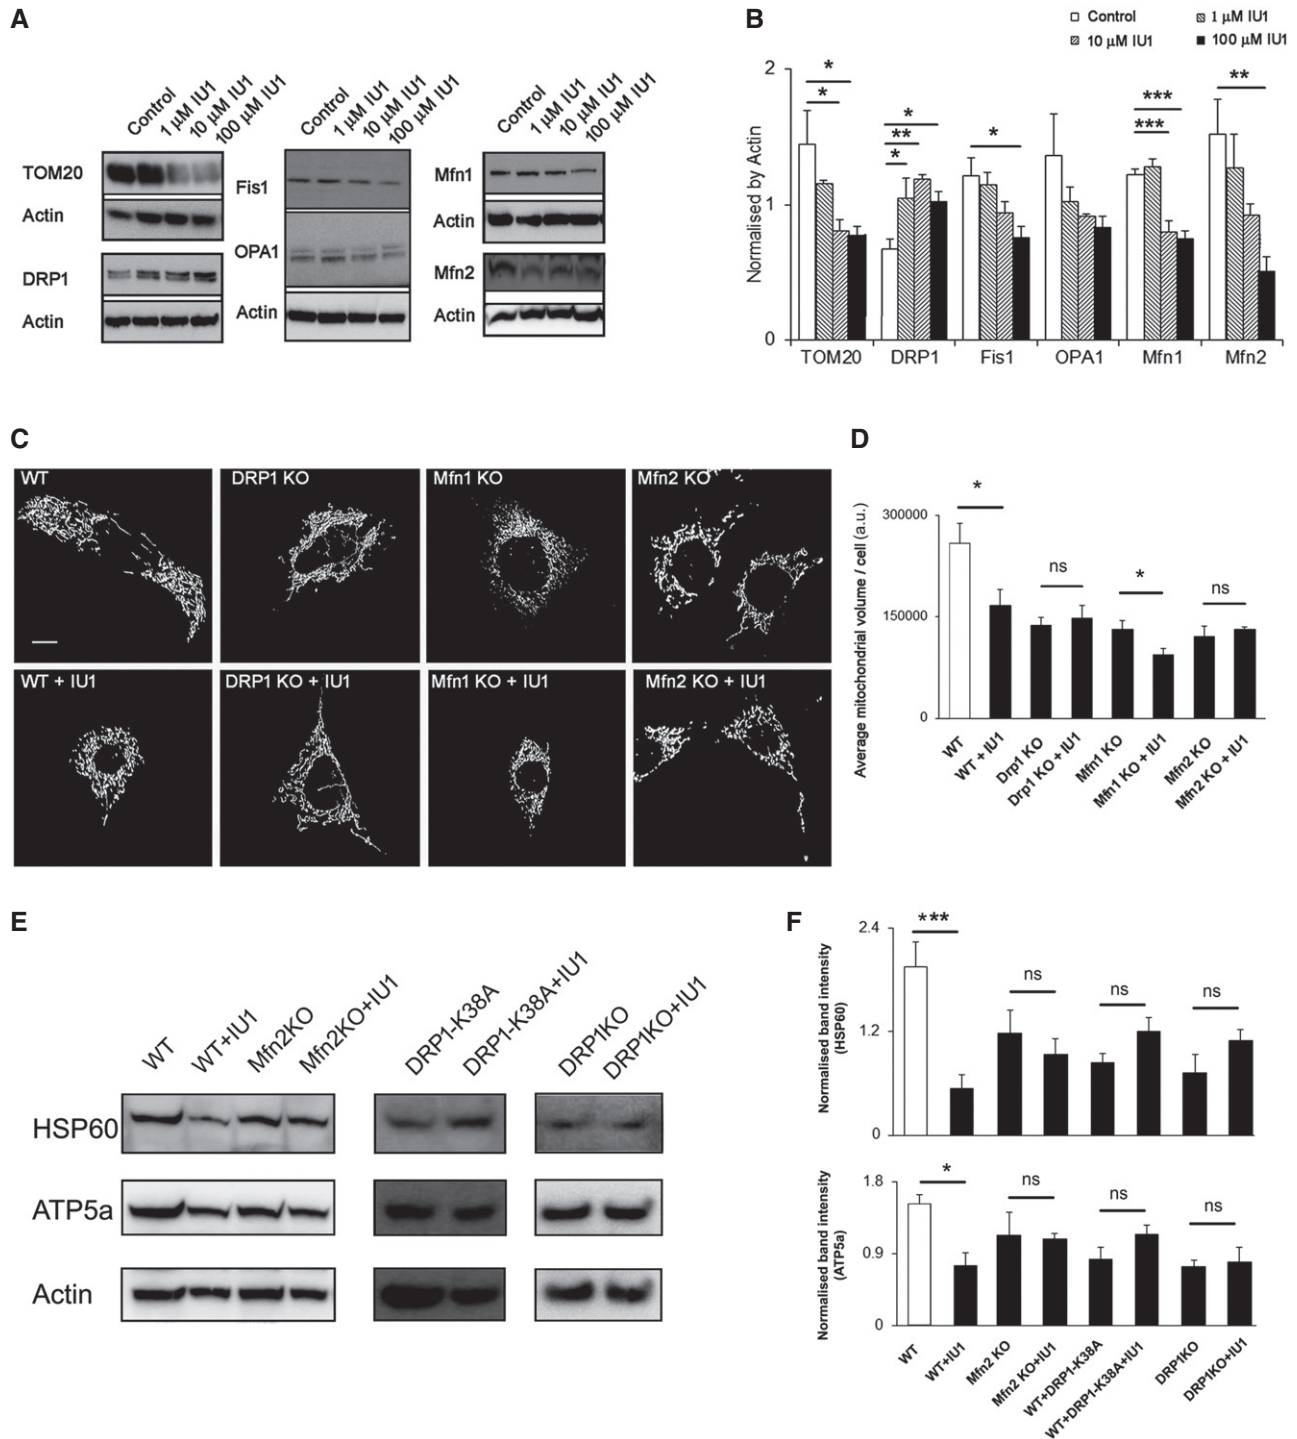 A
Control
1 µM IU1
10 µM IU1
100 µM IU1
TOM20
Actin
DRP1
Actin
Control
1 µM IU1
10 µM IU1
100 µM IU1
Fis1
OPA1
Actin
Control
1 µM IU1
10 µM IU1
100 µM IU1
Mfn1
Actin
Mfn2
Actin
B
Control
1 µM IU1
10 µM IU1
100 µM IU1
Normalised by Actin
2
1
0
*
*
*
**
*
*
***
***
**
TOM20 DRP1 Fis1 OPA1 Mfn1 Mfn2
C
WT
DRP1 KO
Mfn1 KO
Mfn2 KO
WT + IU1
DRP1 KO + IU1
Mfn1 KO + IU1
Mfn2 KO + IU1
D
Average mitochondrial volume / cell (a.u.)
300000
150000
0
*
ns
*
ns
WT
WT + IU1
Drp1 KO
Drp1 KO + IU1
Mfn1 KO
Mfn1 KO + IU1
Mfn2 KO
Mfn2 KO + IU1
E
WT
WT+IU1
Mfn2KO
Mfn2KO+IU1
DRP1-K38A
DRP1-K38A+IU1
DRP1KO
DRP1KO+IU1
HSP60
ATP5a
Actin
F
Normalised band intensity
(HSP60)
2.4
1.2
0
***
ns
ns
ns
Normalised band intensity
(ATP5a)
1.8
0.9
0
*
ns
ns
ns
WT
WT+IU1
Mfn2 KO
Mfn2 KO+IU1
WT+DRP1-K38A
WT+DRP1-K38A+IU1
DRP1KO
DRP1KO+IU1